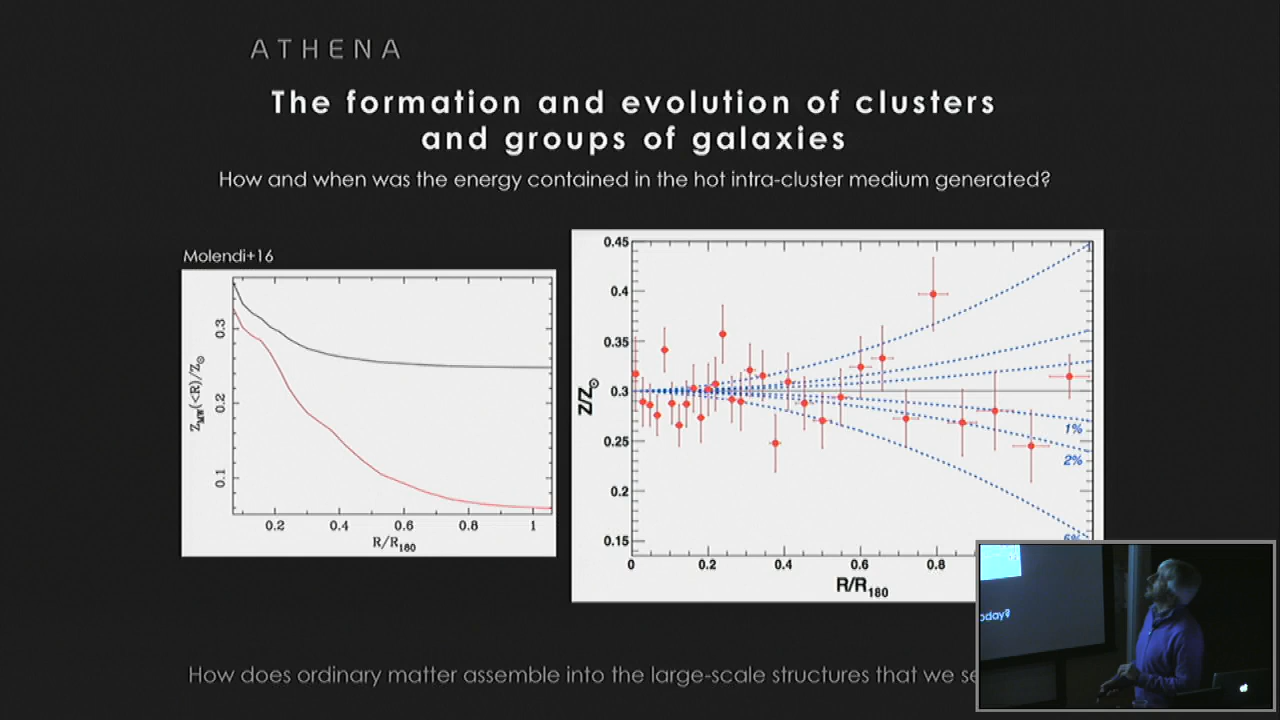 ATHENA
The formation and evolution of clusters
and groups of galaxies
How and when was the energy contained in the hot intra-cluster medium generated?
Molendi+16
Z_MW(<R)/Z⊙
0.3
0.2
0.1
0.2
0.4
0.6
0.8
1
R/R180
Z/Z⊙
0.45
0.4
0.35
0.3
0.25
0.2
0.15
1%
2%
0
0.2
0.4
0.6
0.8
R/R180
How does ordinary matter assemble into the large-scale structures that we
oday?